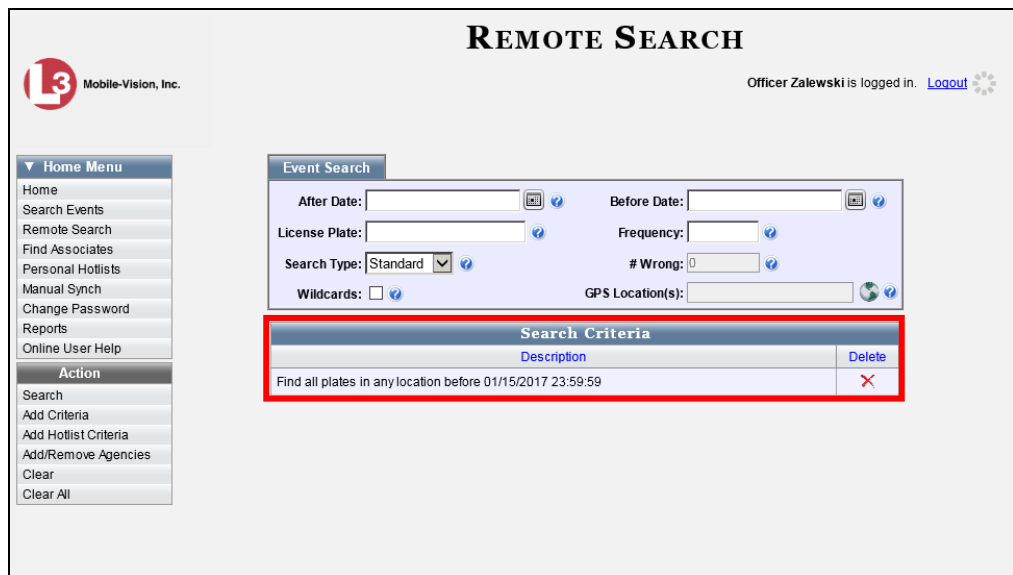 REMOTE SEARCH
L3 Mobile-Vision, Inc.
Officer Zalewski is logged in. Logout
▼ Home Menu
Home
Search Events
Remote Search
Find Associates
Personal Hotlists
Manual Synch
Change Password
Reports
Online User Help
Action
Search
Add Criteria
Add Hotlist Criteria
Add/Remove Agencies
Clear
Clear All
Event Search
After Date: ? Before Date: ?
License Plate: ? Frequency: ?
Search Type: Standard ? # Wrong: 0 ?
Wildcards: ? GPS Location(s): ?
Search Criteria
Description Delete
Find all plates in any location before 01/15/2017 23:59:59